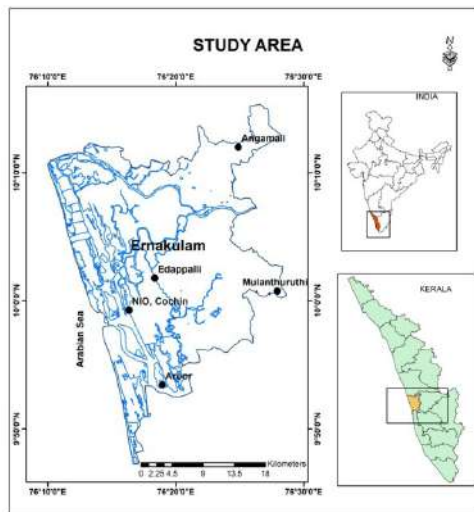 STUDY AREA
N
76°10'0"E 76°20'0"E 76°30'0"E
INDIA
Angamali
10°10'0"N
10°10'0"N
Ernakulam
Edappalli
Mulanthuruthi
KERALA
10°0'0"N
10°0'0"N
NIO, Cochin
Arabian Sea
Aroor
9°50'0"N
9°50'0"N
Kilometers
0 2.25 4.5 9 13.5 18
76°10'0"E 76°20'0"E 76°30'0"E